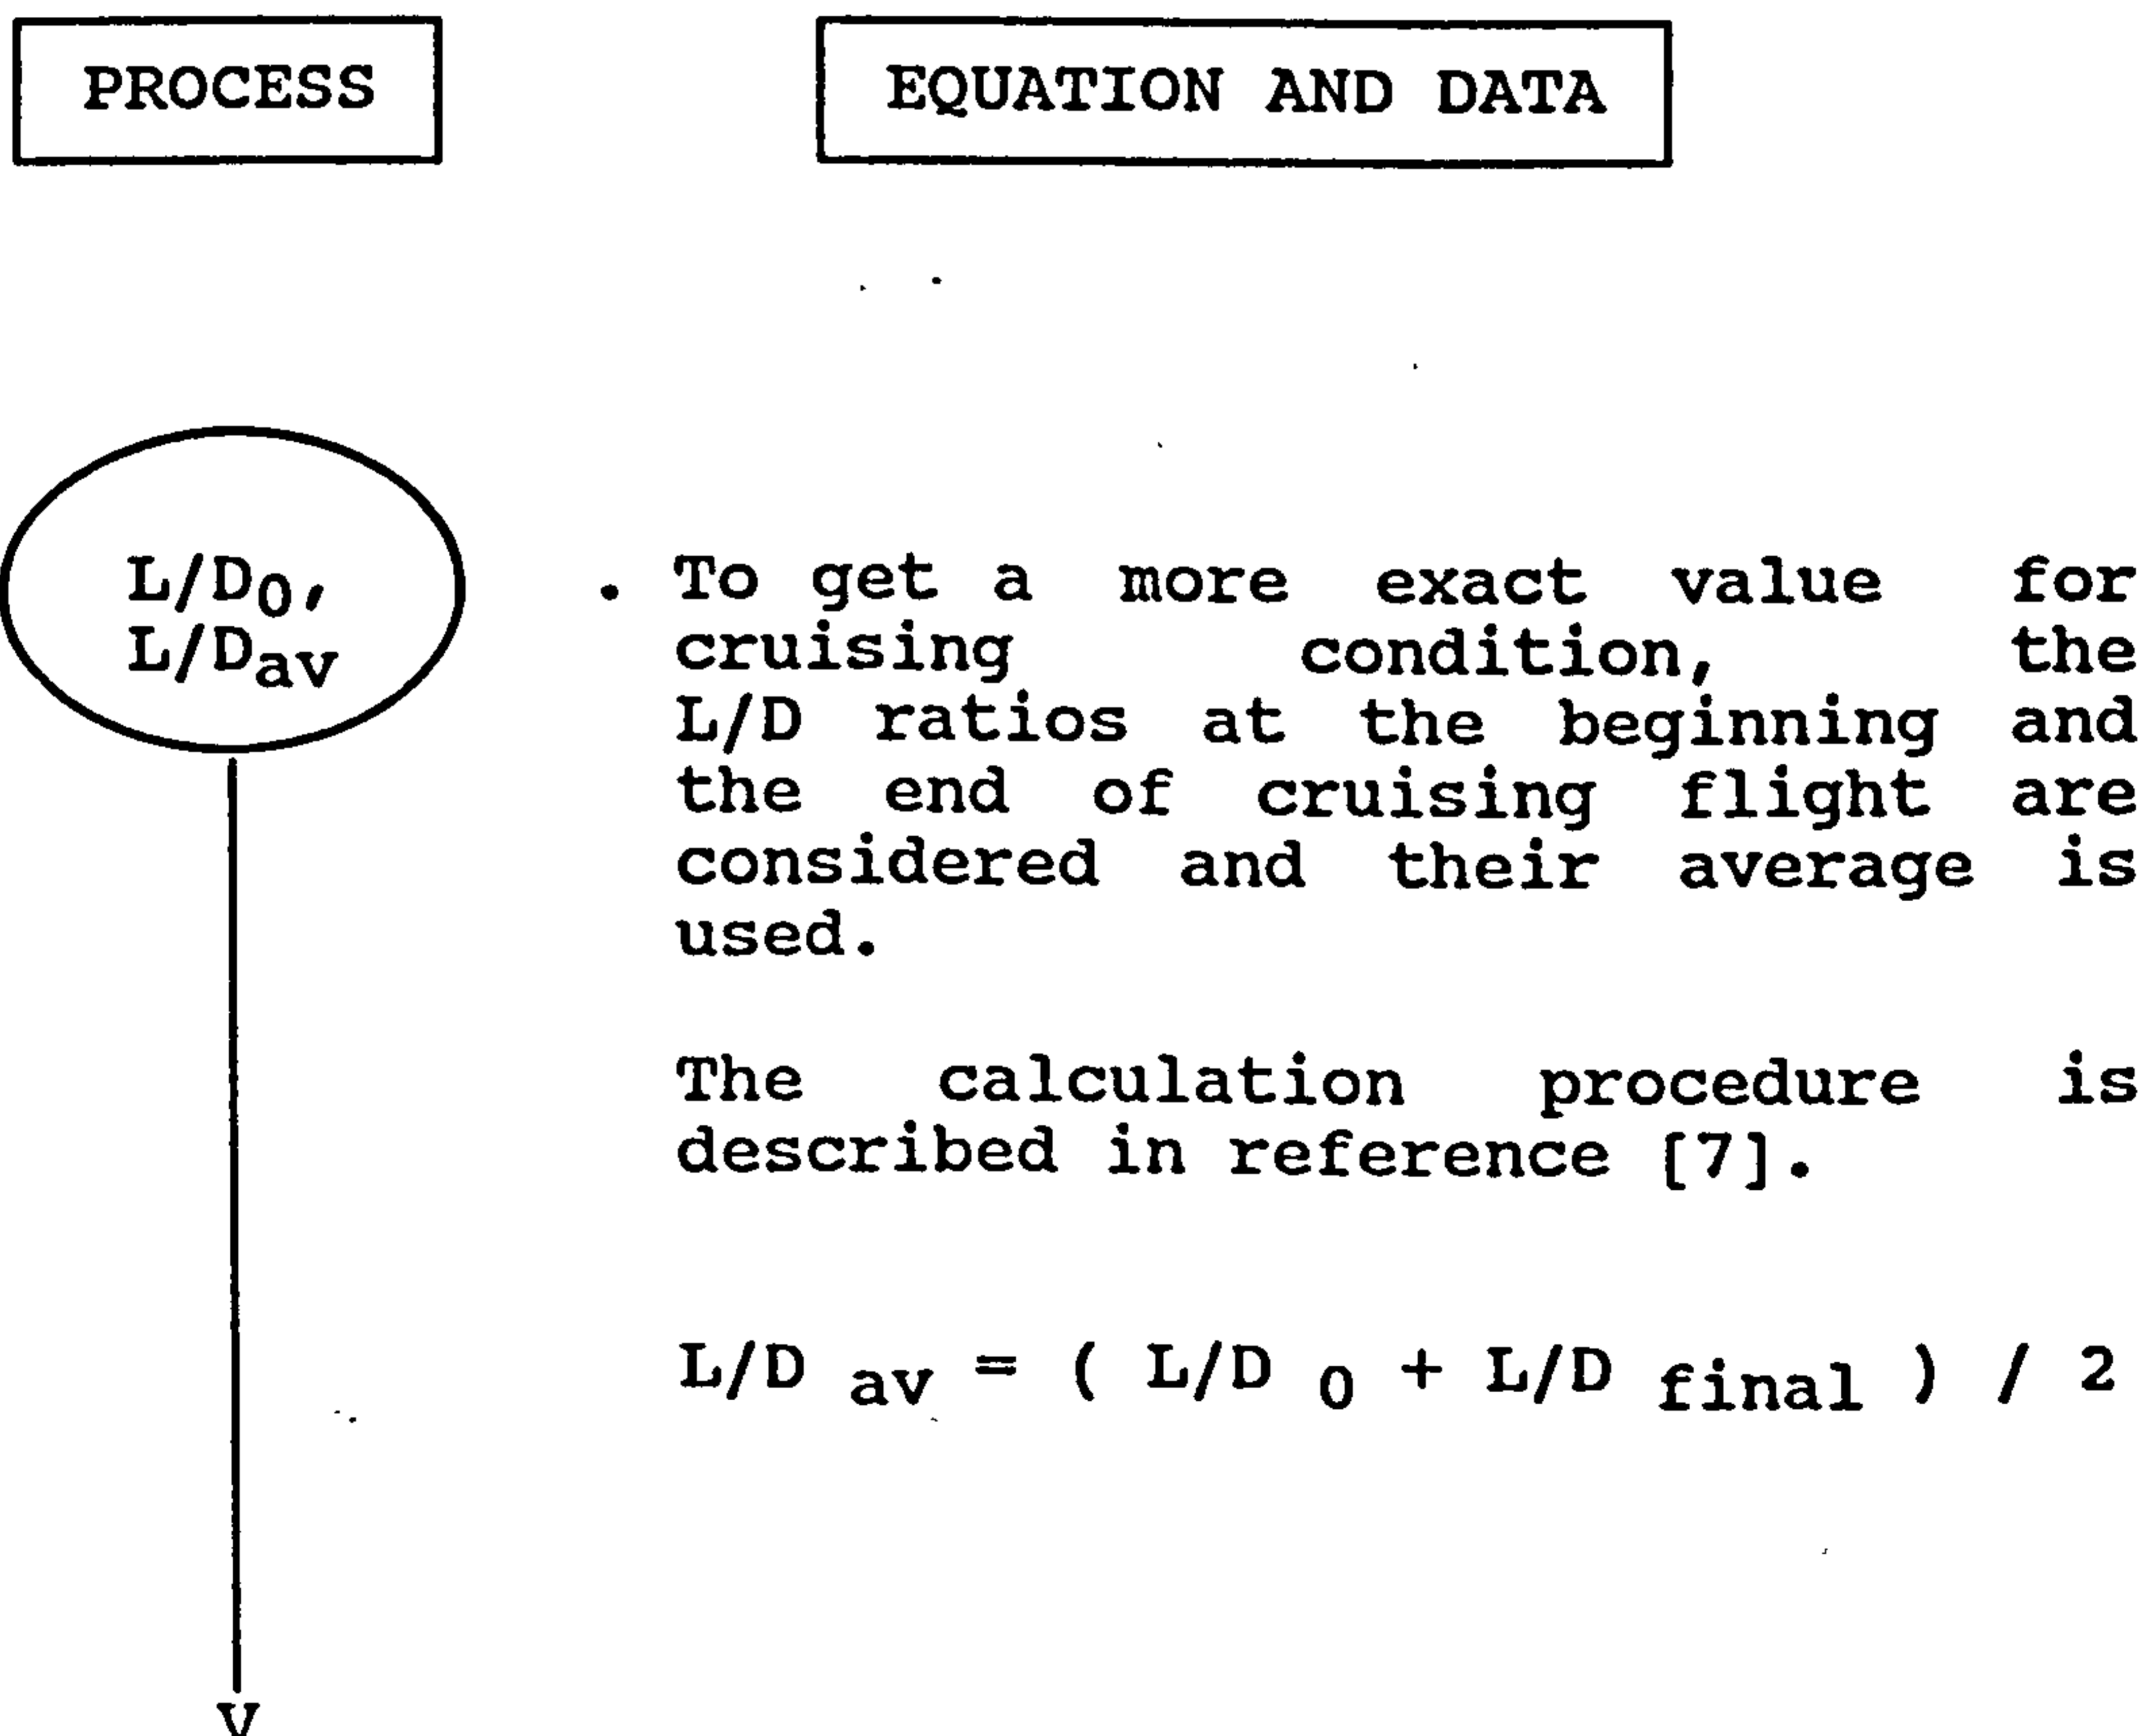 PROCESS
EQUATION AND DATA
L/D0,
L/Dav
. To get a more exact value for
cruising condition, the
L/D ratios at the beginning and
the end of cruising flight are
considered and their average is
used.
The calculation procedure is
described in reference [7].
L/D av = ( L/D 0 + L/D final ) / 2
V